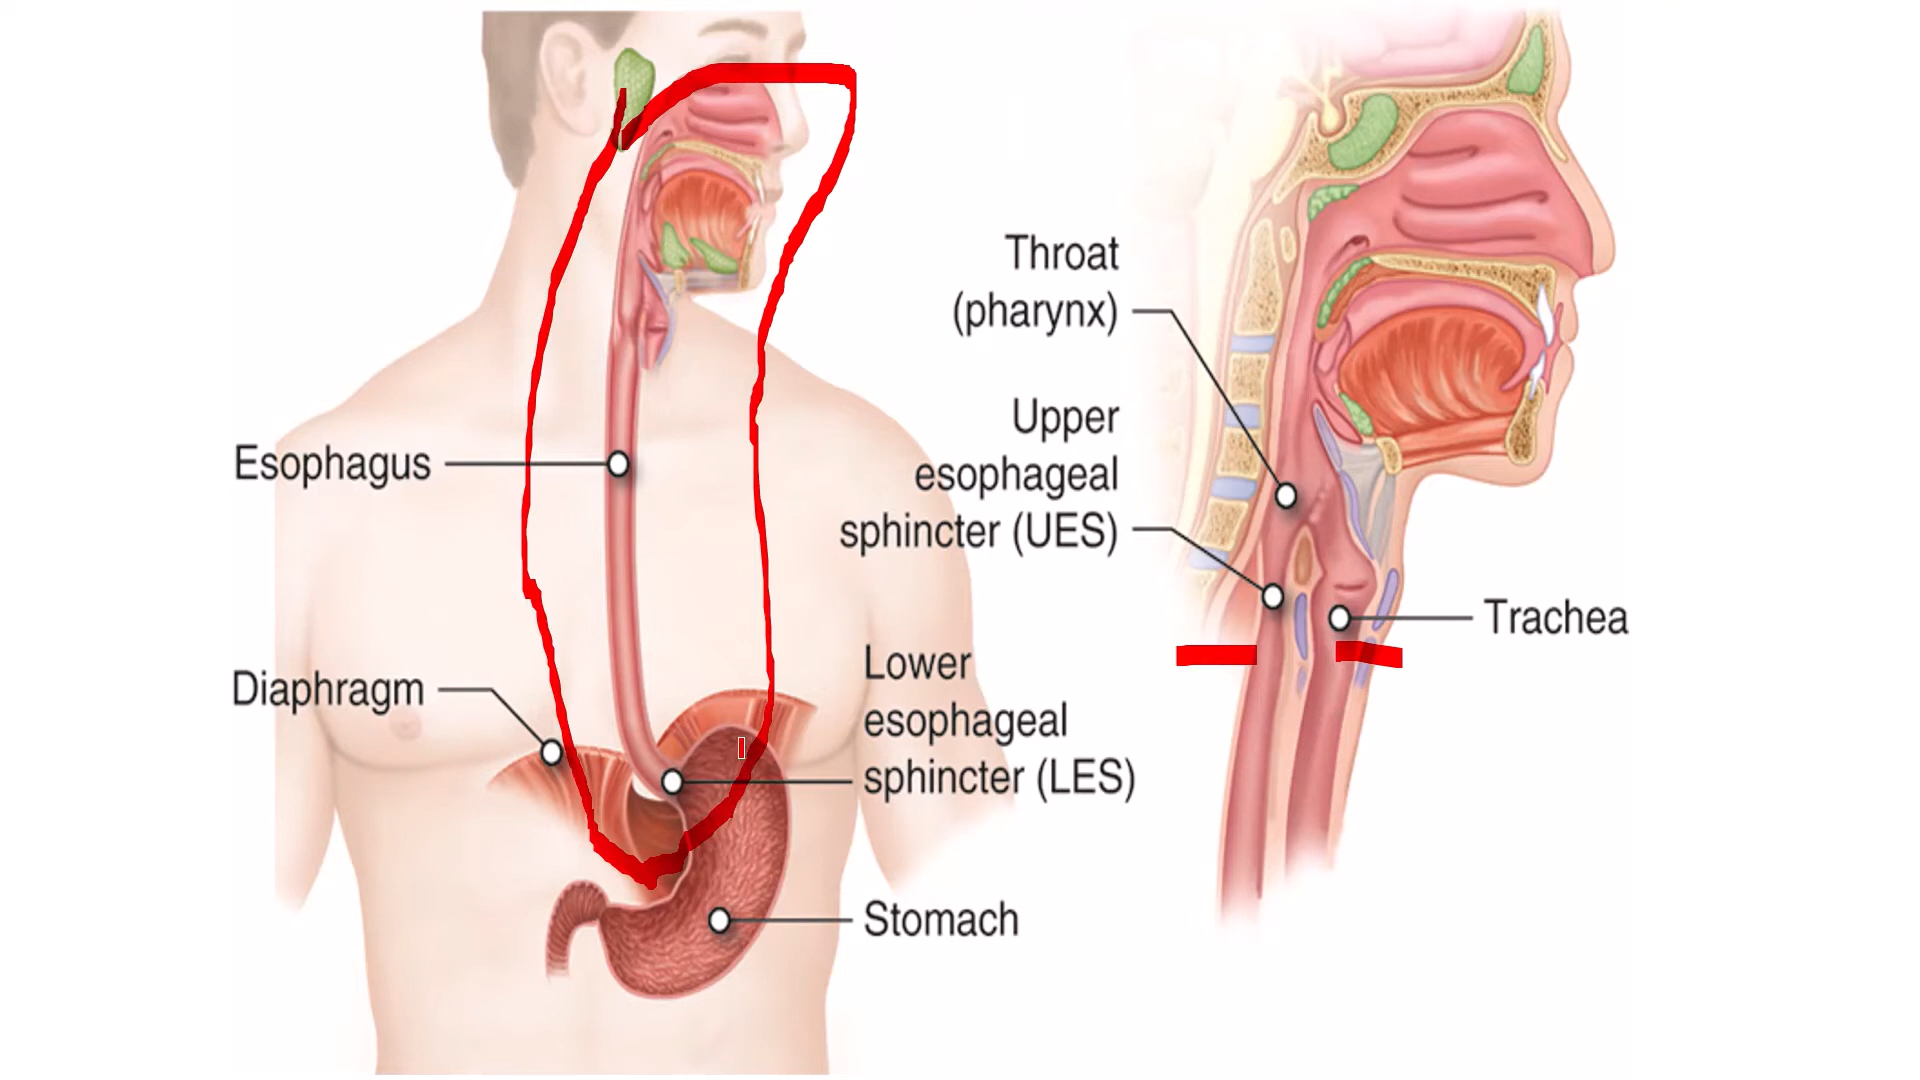 Esophagus
Diaphragm
Lower
esophageal
sphincter (LES)
Stomach
Throat
(pharynx)
Upper
esophageal
sphincter (UES)
Trachea